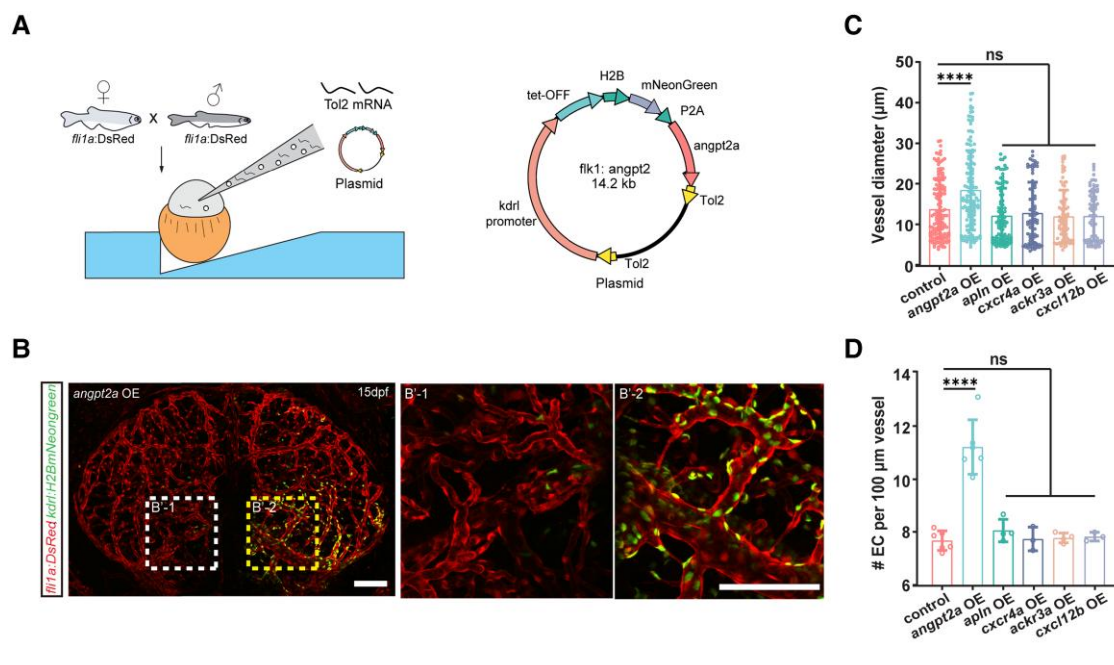 A
♀
♂
fli1a:DsRed
X
fli1a:DsRed
Tol2 mRNA
Plasmid
H2B
mNeonGreen
tet-OFF
P2A
angpt2a
flk1: angpt2
14.2 kb
Tol2
kdrl
promoter
Tol2
Plasmid
B
fli1a:DsRed kdrl:H2BmNeongreen
angpt2a OE
15dpf
B'-1
B'-2
B'-1
B'-2
C
ns
****
Vessel diameter (µm)
50
40
30
20
10
0
control
angpt2a OE
apln OE
cxcr4a OE
ackr3a OE
cxcl12b OE
D
ns
****
# EC per 100 µm vessel
14
12
10
8
6
control
angpt2a OE
apln OE
cxcr4a OE
ackr3a OE
cxcl12b OE